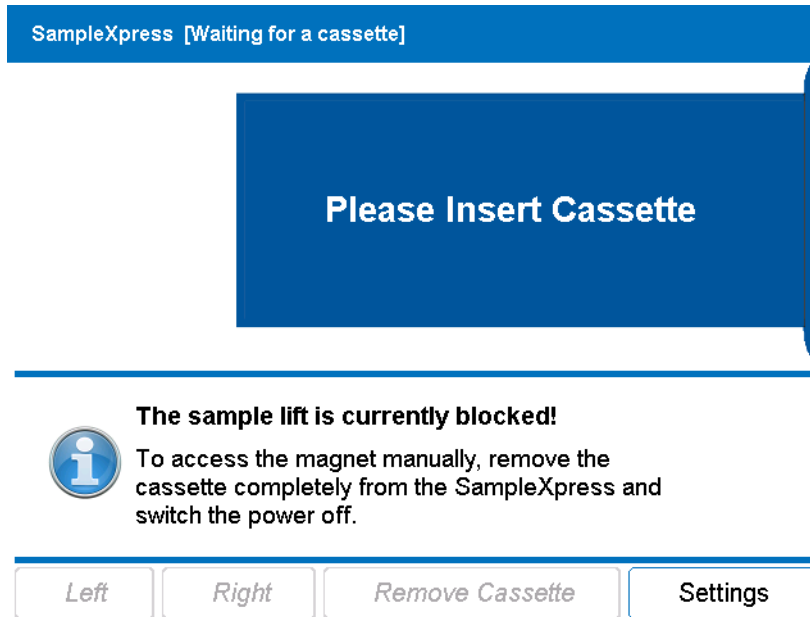 SampleXpress [Waiting for a cassette]
Please Insert Cassette
The sample lift is currently blocked!
To access the magnet manually, remove the
cassette completely from the SampleXpress and
switch the power off.
Left Right Remove Cassette Settings